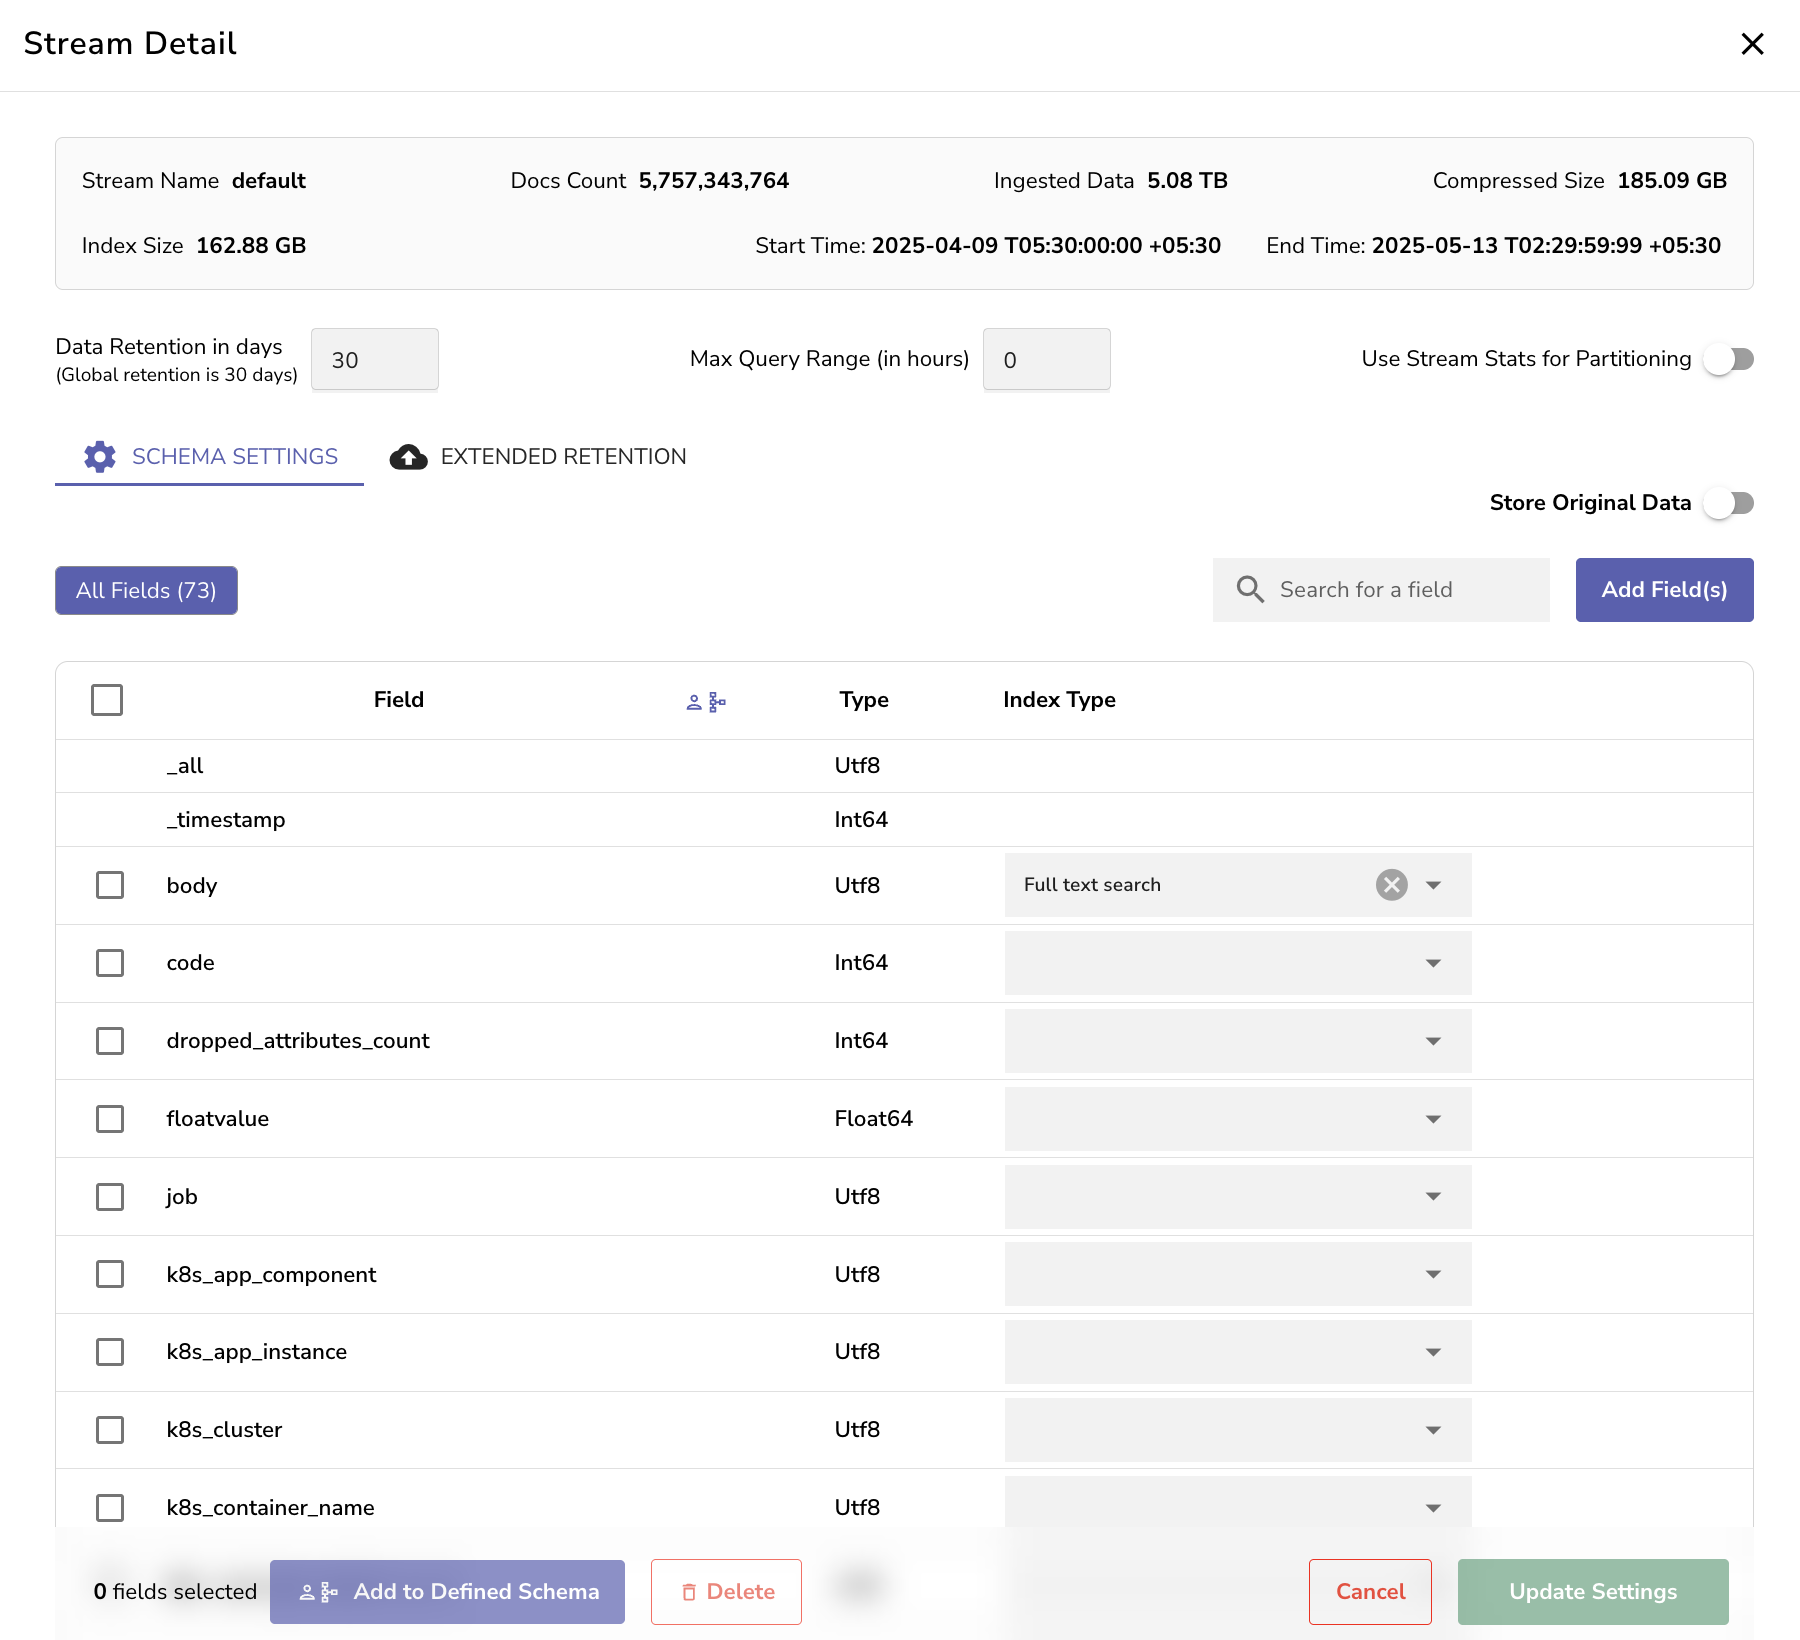 Stream Detail
Stream Name default Docs Count 5,757,343,764 Ingested Data 5.08 TB Compressed Size 185.09 GB
Index Size 162.88 GB Start Time: 2025-04-09 T05:30:00:00 +05:30 End Time: 2025-05-13 T02:29:59:99 +05:30
Data Retention in days
(Global retention is 30 days)
30
Max Query Range (in hours) 0
Use Stream Stats for Partitioning
SCHEMA SETTINGS EXTENDED RETENTION
Store Original Data
All Fields (73) Search for a field Add Field(s)
Field Type Index Type
_all Utf8
_timestamp Int64
body Utf8 Full text search
code Int64
dropped_attributes_count Int64
floatvalue Float64
job Utf8
k8s_app_component Utf8
k8s_app_instance Utf8
k8s_cluster Utf8
k8s_container_name Utf8
0 fields selected Add to Defined Schema Delete Cancel Update Settings